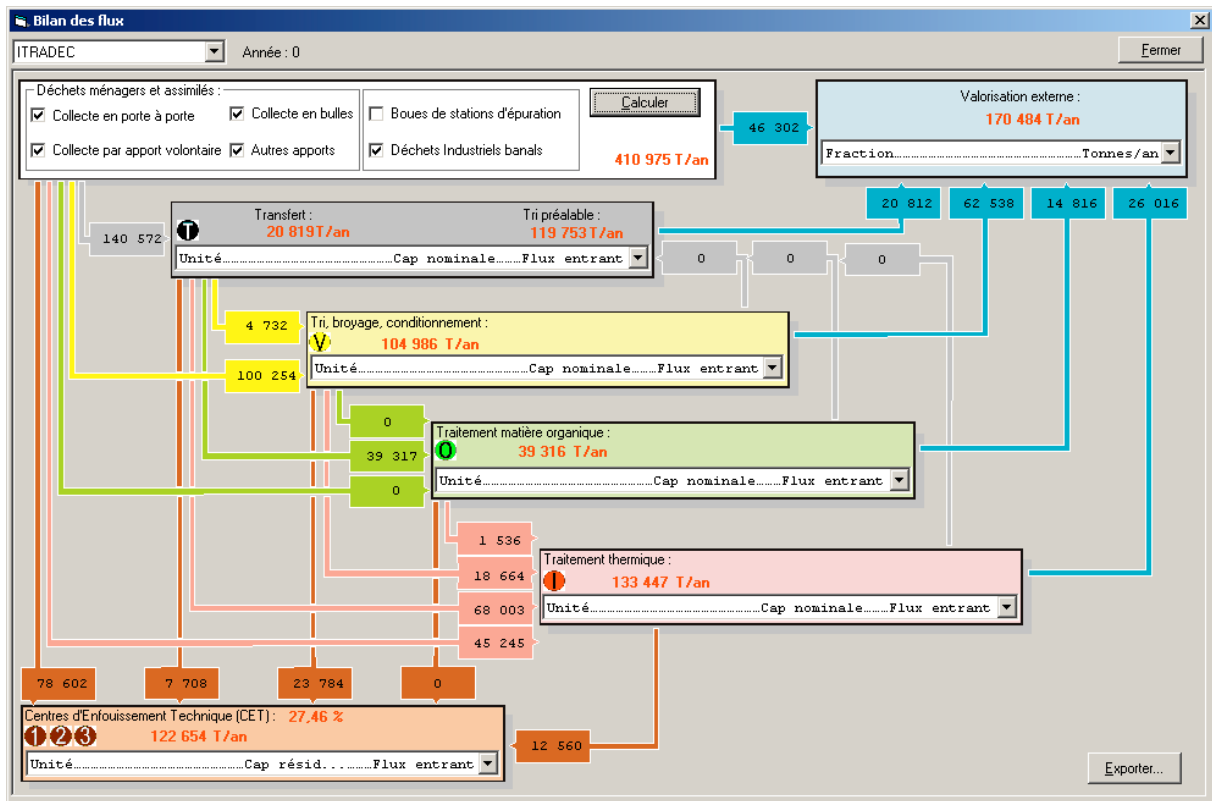 Bilan des flux
ITRADEC
Année : 0
Fermer
Déchets ménagers et assimilés :
Collecte en porte à porte
Collecte en bulles
Boues de stations d'épuration
Calculer
Collecte par apport volontaire
Autres apports
Déchets Industriels banals
410 975 T/an
46 302
Valorisation externe :
170 484 T/an
Fraction...Tonnes/an
20 812
62 538
14 816
26 016
140 572
T
Transfert :
20 819T/an
Tri préalable :
119 753T/an
Unité...Cap nominale...Flux entrant
0
0
0
4 732
100 254
Tri, broyage, conditionnement :
V
104 986 T/an
Unité...Cap nominale...Flux entrant
0
39 317
0
Traitement matière organique :
O
39 316 T/an
Unité...Cap nominale...Flux entrant
1 536
18 664
68 003
45 245
Traitement thermique :
I
133 447 T/an
Unité...Cap nominale...Flux entrant
78 602
7 708
23 784
0
Centres d'Enfouissement Technique (CET) : 27,46 %
1 2 3
122 654 T/an
Unité...Cap résid...Flux entrant
12 560
Exporter...